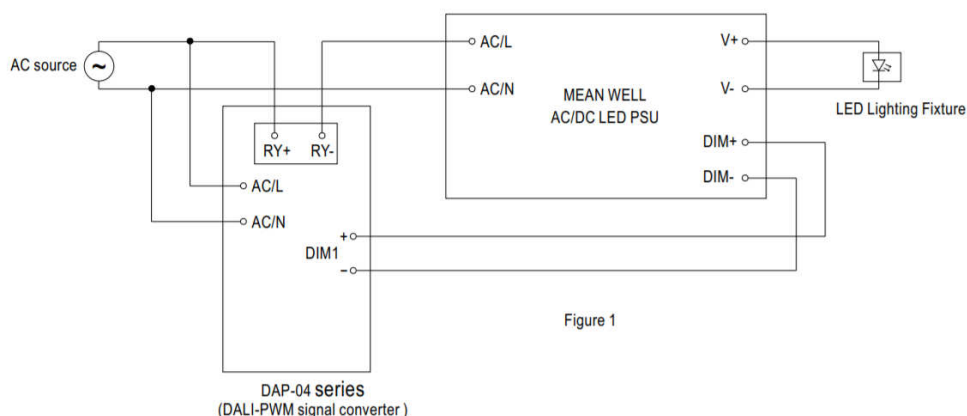 AC source
~
AC/L
AC/N
MEAN WELL
AC/DC LED PSU
V+
V-
DIM+
DIM-
LED Lighting Fixture
RY+ RY-
AC/L
AC/N
+
DIM1
−
Figure 1
DAP-04 series
(DALI-PWM signal converter )